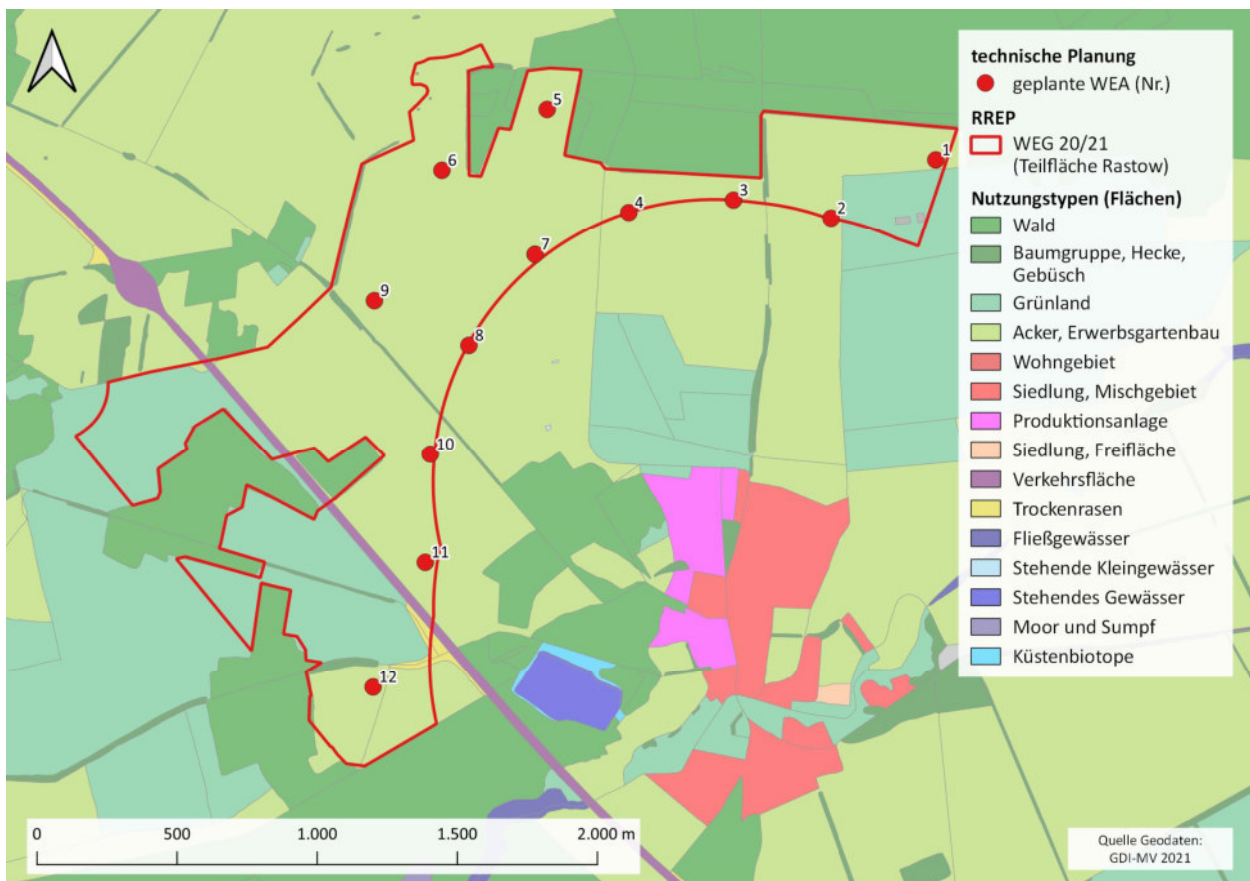 technische Planung
geplante WEA (Nr.)
RREP
WEG 20/21
(Teilfläche Rastow)
Nutzungstypen (Flächen)
Wald
Baumgruppe, Hecke,
Gebüsch
Grünland
Acker, Erwerbsgartenbau
Wohngebiet
Siedlung, Mischgebiet
Produktionsanlage
Siedlung, Freifläche
Verkehrsfläche
Trockenrasen
Fließgewässer
Stehende Kleingewässer
Stehendes Gewässer
Moor und Sumpf
Küstenbiotope
5
1
6
3
4
2
7
9
8
10
11
12
0 500 1.000 1.500 2.000 m
Quelle Geodaten:
GDI-MV 2021